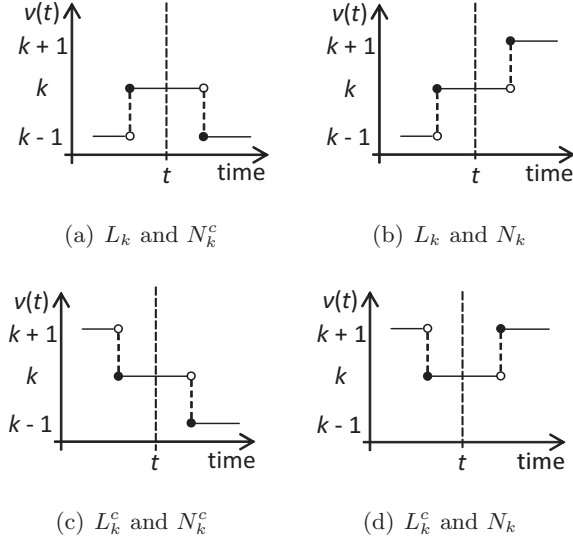 v(t)
k + 1
k
k - 1
t
time
(a) L_k and N_k^c
v(t)
k + 1
k
k - 1
t
time
(b) L_k and N_k
v(t)
k + 1
k
k - 1
t
time
(c) L_k^c and N_k^c
v(t)
k + 1
k
k - 1
t
time
(d) L_k^c and N_k